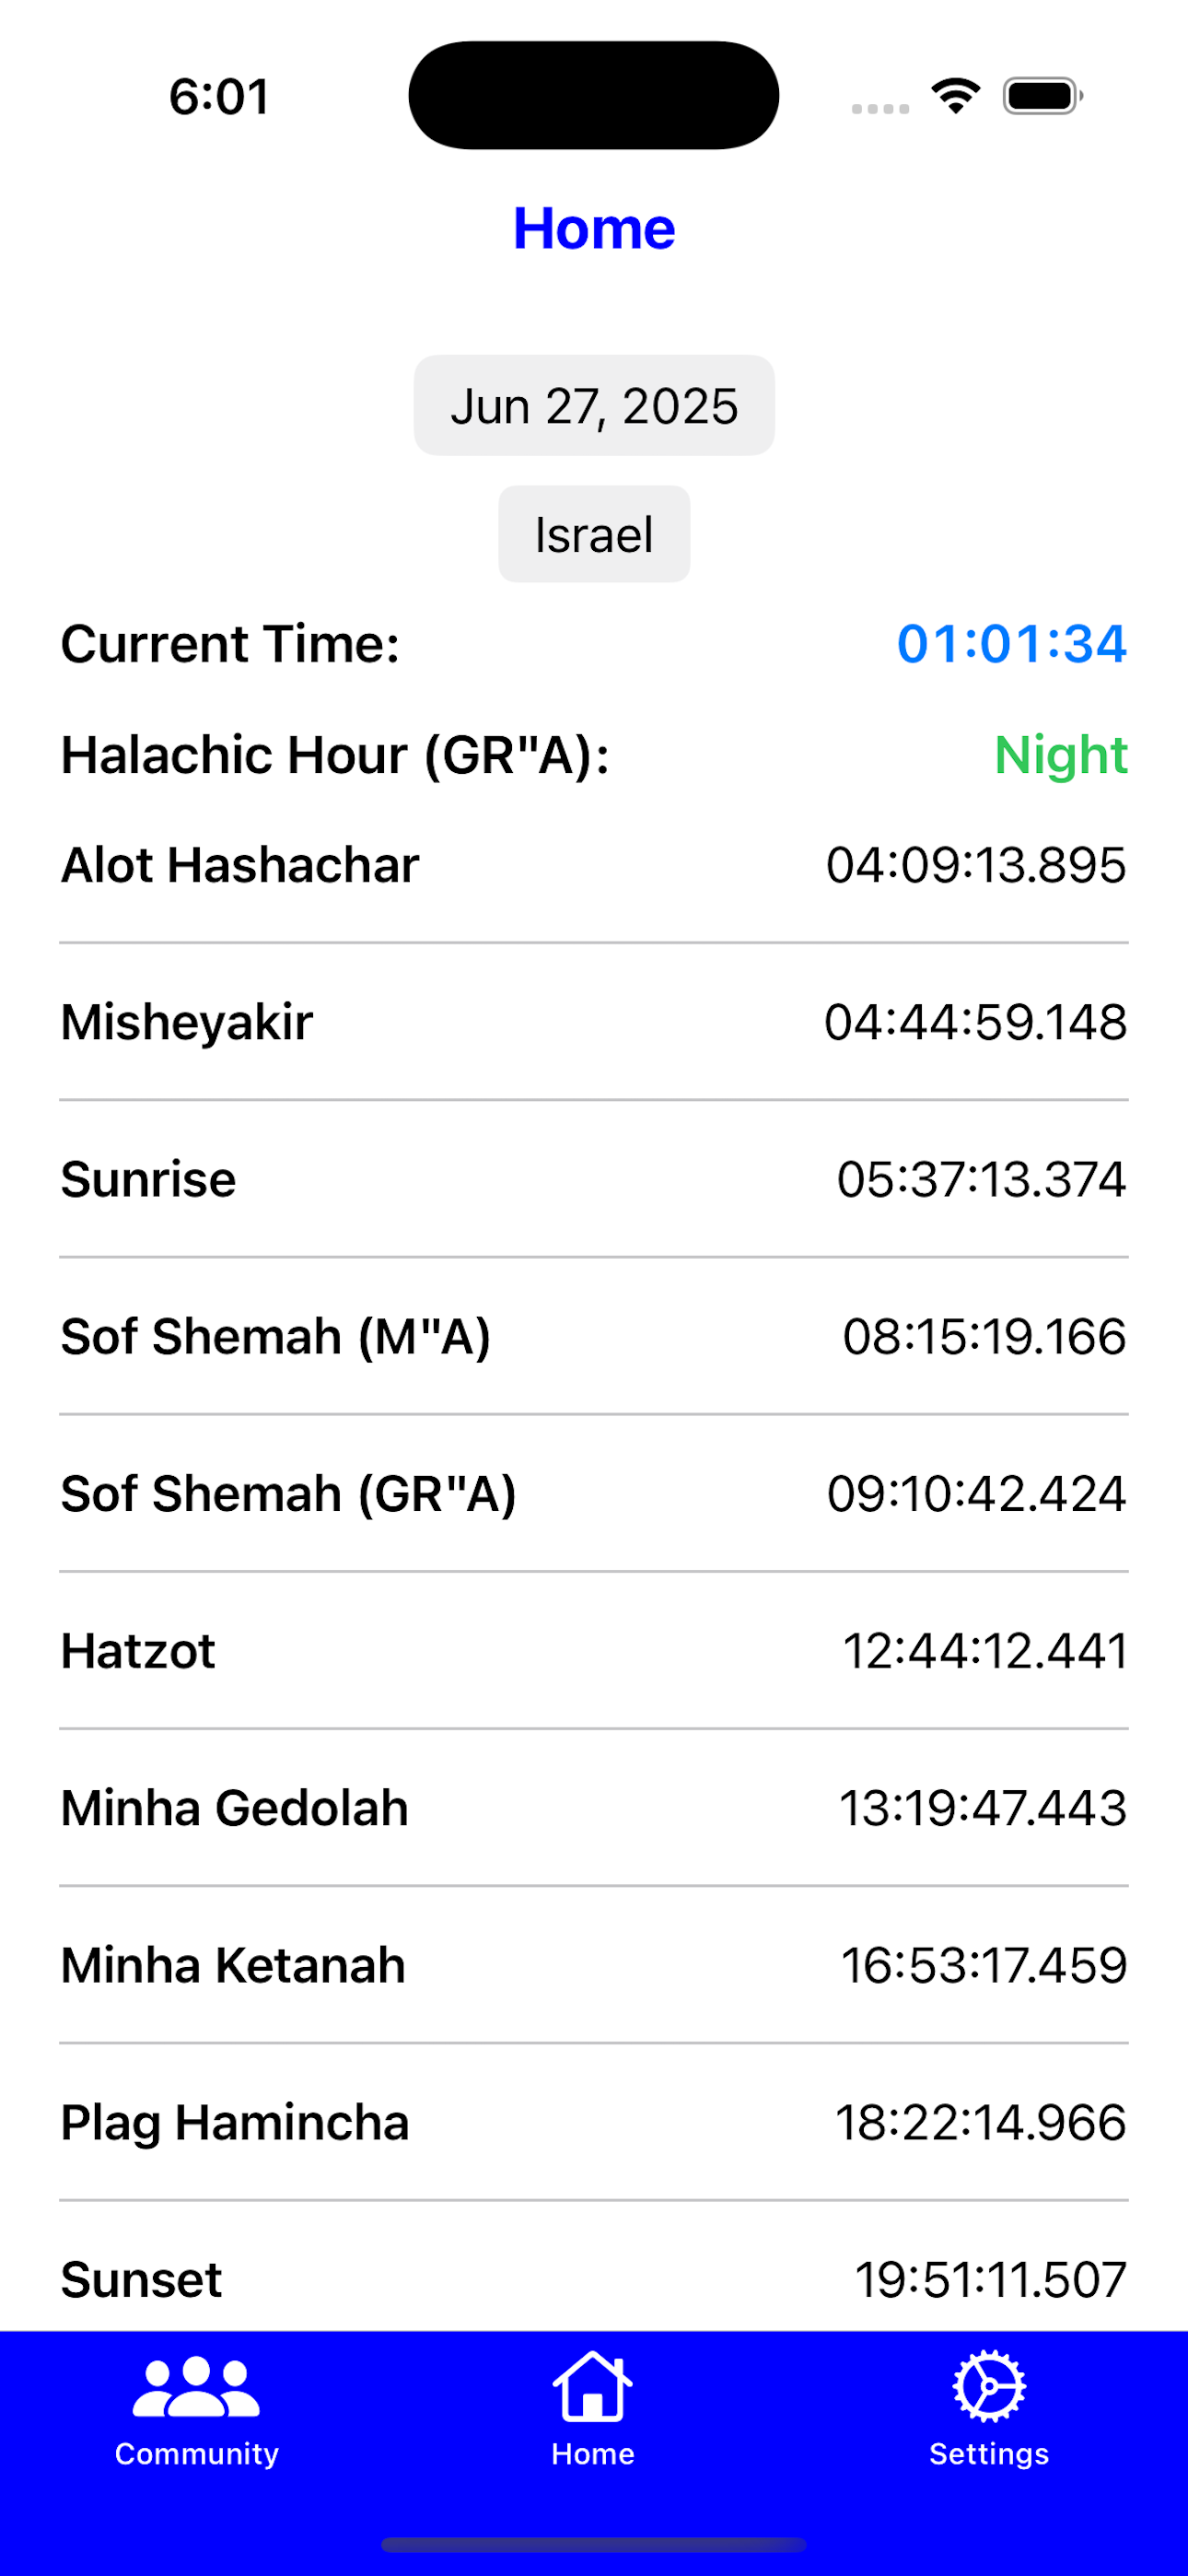 6:01
Home
Jun 27, 2025
Israel
Current Time: 01:01:34
Halachic Hour (GR"A): Night
Alot Hashachar 04:09:13.895
Misheyakir 04:44:59.148
Sunrise 05:37:13.374
Sof Shemah (M"A) 08:15:19.166
Sof Shemah (GR"A) 09:10:42.424
Hatzot 12:44:12.441
Minha Gedolah 13:19:47.443
Minha Ketanah 16:53:17.459
Plag Hamincha 18:22:14.966
Sunset 19:51:11.507
Community Home Settings